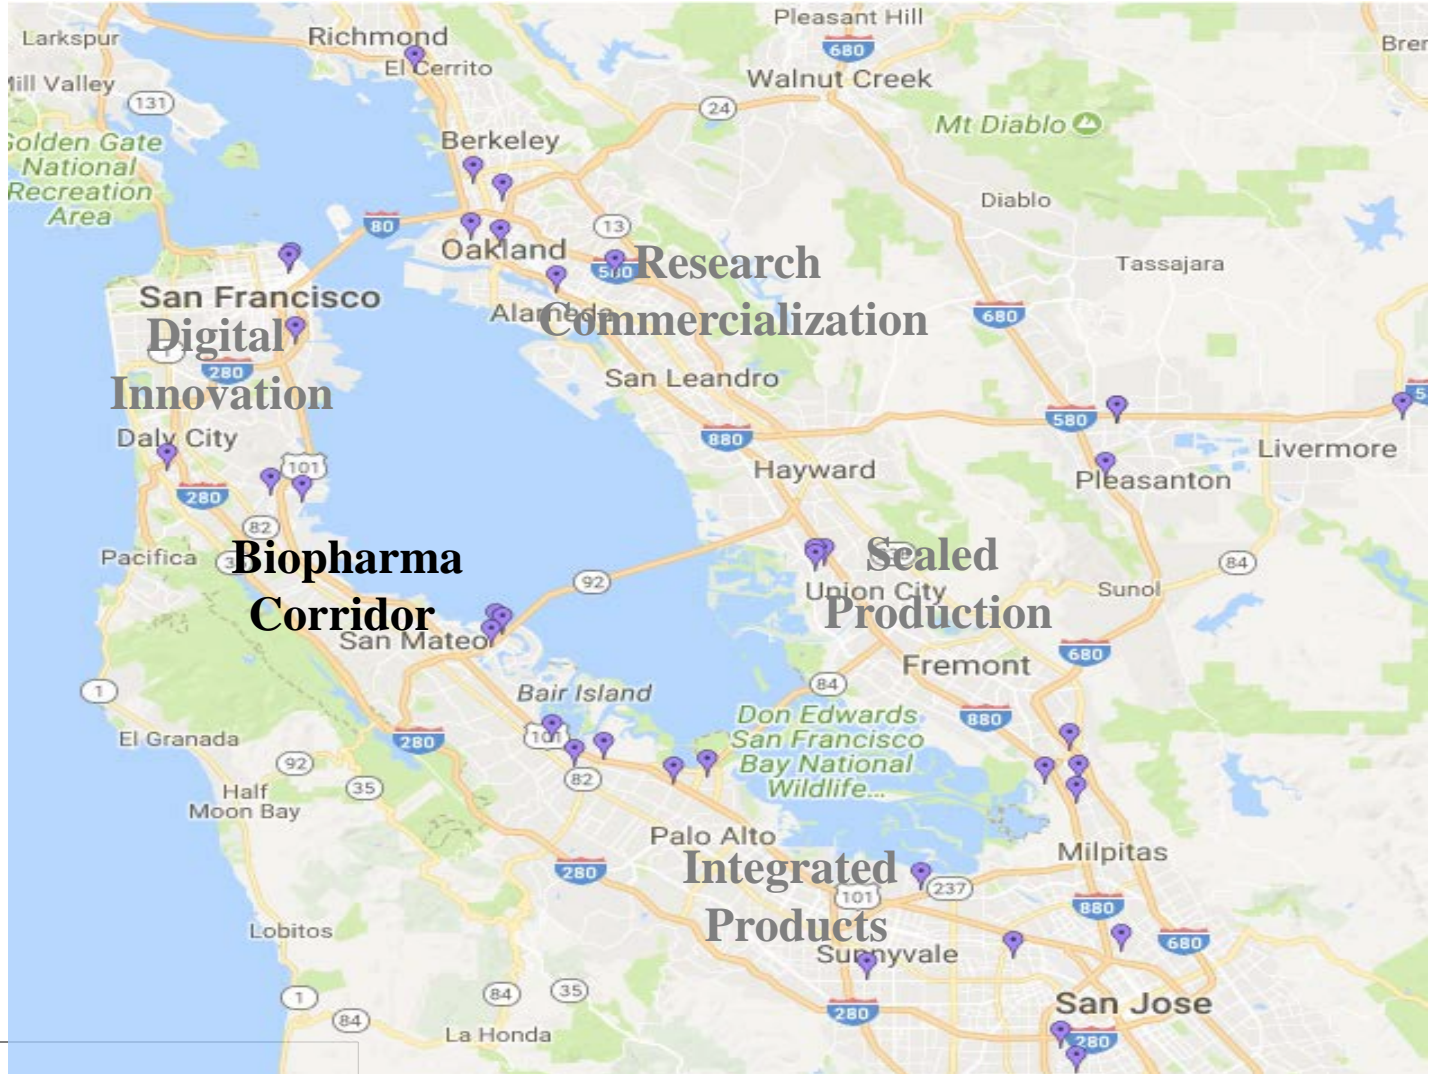 Pleasant Hill
Larkspur
Richmond
680
Bren
El Cerrito
Mill Valley
Walnut Creek
131
24
Mt Diablo
Golden Gate
National
Recreation
Area
Berkeley
Diablo
80
13
Oakland
Research
Commercialization
580
Tassajara
San Francisco
Alameda
680
Digital
Innovation
1
280
San Leandro
580
Daly City
880
Livermore
101
Hayward
Pleasanton
280
82
Pacifica
Biopharma
Corridor
Scaled
Production
84
92
Union City
Sunol
San Mateo
680
Fremont
1
Bair Island
84
880
Don Edwards
San Francisco
Bay National
Wildlife...
El Granada
280
101
92
82
35
Half
Moon Bay
Palo Alto
Milpitas
Integrated
Products
280
101
237
880
Lobitos
680
Sunnyvale
1
84
35
San Jose
84
280
La Honda
280